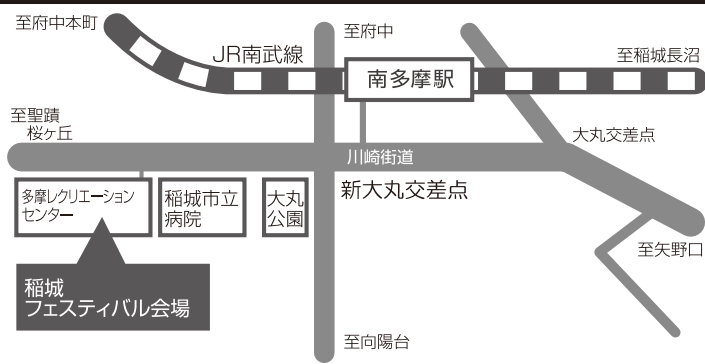 至府中本町
JR南武線
至府中
南多摩駅
至稲城長沼
至聖蹟
桜ヶ丘
大丸交差点
川崎街道
新大丸交差点
多摩レクリエーション
センター
稲城市立
病院
大丸
公園
至矢野口
稲城
フェスティバル会場
至向陽台